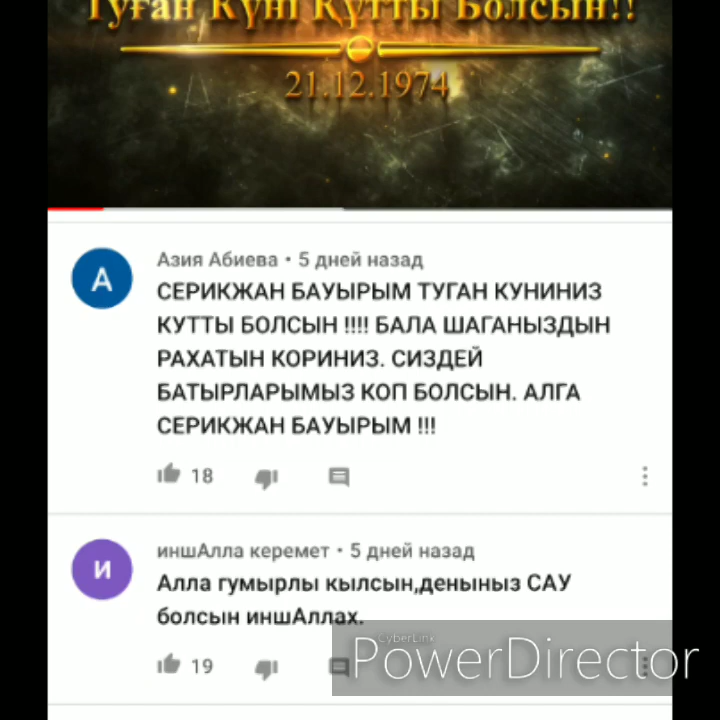 Туған Күні Құтты Болсын!!
21.12.1974
А
Азия Абиева • 5 дней назад
СЕРИКЖАН БАУЫРЫМ ТУГАН КУНИНИЗ
КУТТЫ БОЛСЫН !!!! БАЛА ШАГАНЫЗДЫН
РАХАТЫН КОРИНИЗ. СИЗДЕЙ
БАТЫРЛАРЫМЫЗ КОП БОЛСЫН. АЛГА
СЕРИКЖАН БАУЫРЫМ !!!
18
И
иншАлла керемет • 5 дней назад
Алла гумырлы кылсын,деныныз САУ
болсын иншАллах.
19
CyberLink
PowerDirector